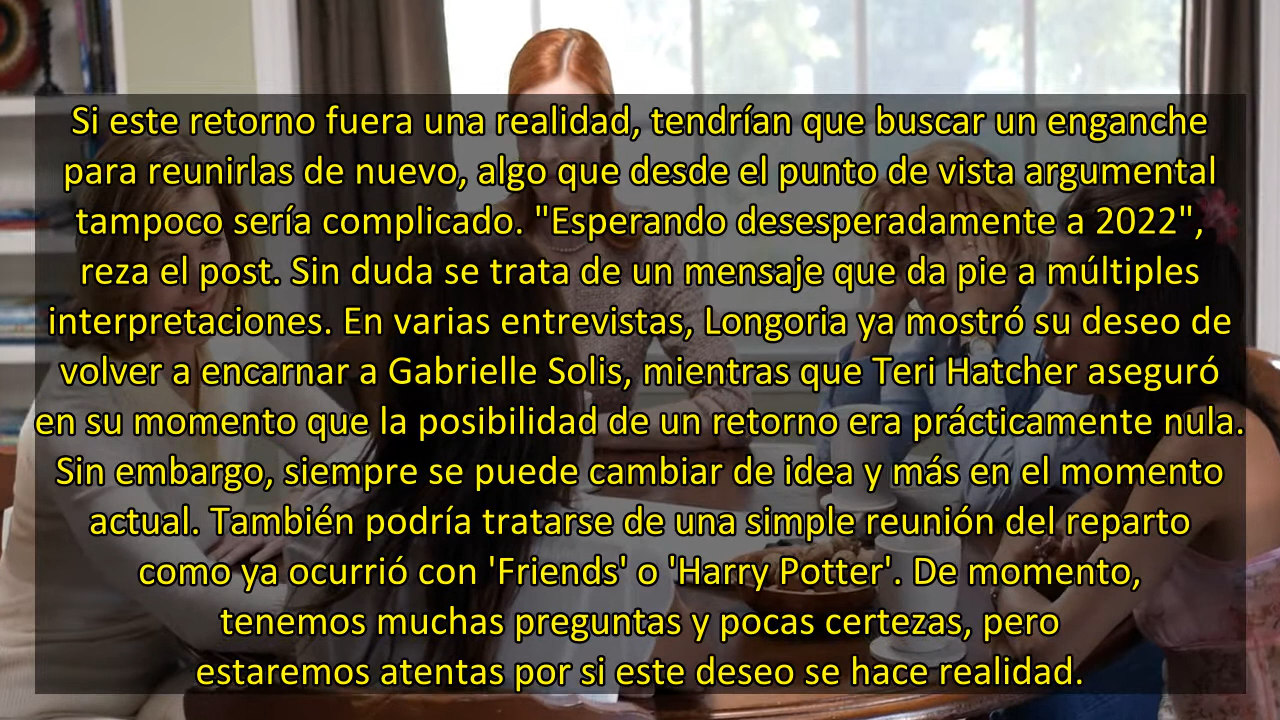 Si este retorno fuera una realidad, tendrían que buscar un enganche
para reunirlas de nuevo, algo que desde el punto de vista argumental
tampoco sería complicado. "Esperando desesperadamente a 2022",
reza el post. Sin duda se trata de un mensaje que da pie a múltiples
interpretaciones. En varias entrevistas, Longoria ya mostró su deseo de
volver a encarnar a Gabrielle Solis, mientras que Teri Hatcher aseguró
en su momento que la posibilidad de un retorno era prácticamente nula.
Sin embargo, siempre se puede cambiar de idea y más en el momento
actual. También podría tratarse de una simple reunión del reparto
como ya ocurrió con 'Friends' o 'Harry Potter'. De momento,
tenemos muchas preguntas y pocas certezas, pero
estaremos atentas por si este deseo se hace realidad.